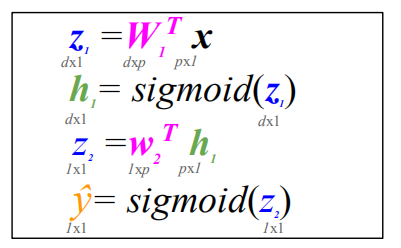 z₁ = W₁ᵀ x
dx1 dxp px1
h₁ = sigmoid(z₁)
dx1 dx1
z₂ = w₂ᵀ h₁
1x1 1xp px1
ŷ = sigmoid(z₂)
1x1 1x1